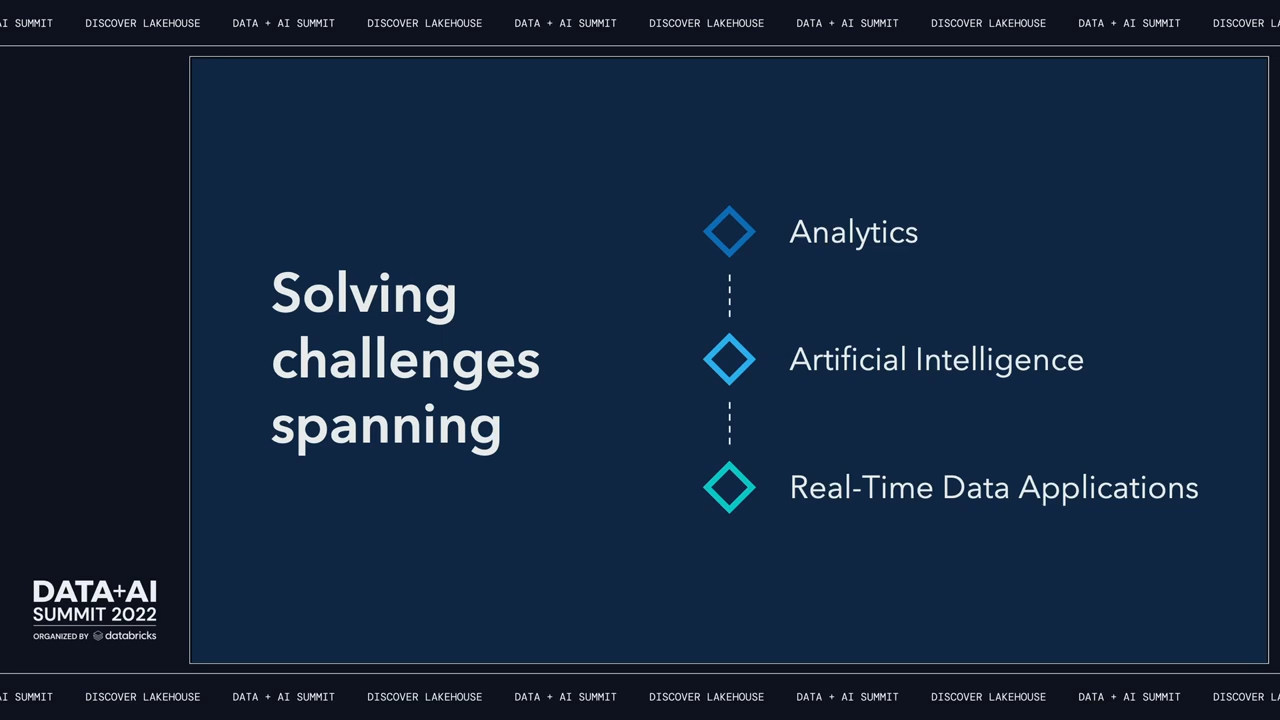 AI SUMMIT DISCOVER LAKEHOUSE DATA + AI SUMMIT DISCOVER LAKEHOUSE DATA + AI SUMMIT DISCOVER LAKEHOUSE DATA + AI SUMMIT DISCOVER LAKEHOUSE DATA + AI SUMMIT DISCOVER
Solving
challenges
spanning
Analytics
Artificial Intelligence
Real-Time Data Applications
DATA+AI
SUMMIT 2022
ORGANIZED BY databricks
AI SUMMIT DISCOVER LAKEHOUSE DATA + AI SUMMIT DISCOVER LAKEHOUSE DATA + AI SUMMIT DISCOVER LAKEHOUSE DATA + AI SUMMIT DISCOVER LAKEHOUSE DATA + AI SUMMIT DISCOVER